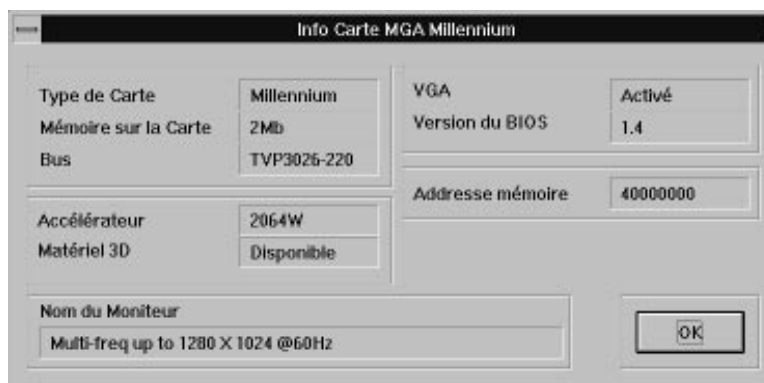 Info Carte MGA Millennium
Type de Carte Millennium
Mémoire sur la Carte 2Mb
Bus TVP3026-220
VGA Activé
Version du BIOS 1.4
Addresse mémoire 40000000
Accélérateur 2064W
Matériel 3D Disponible
Nom du Moniteur
Multi-freq up to 1280 X 1024 @60Hz
OK